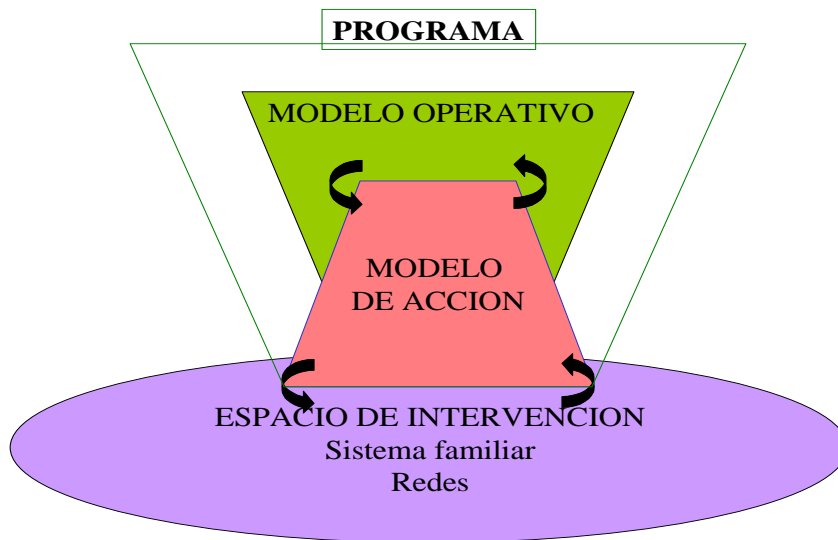 PROGRAMA
MODELO OPERATIVO
MODELO
DE ACCION
ESPACIO DE INTERVENCION
Sistema familiar
Redes